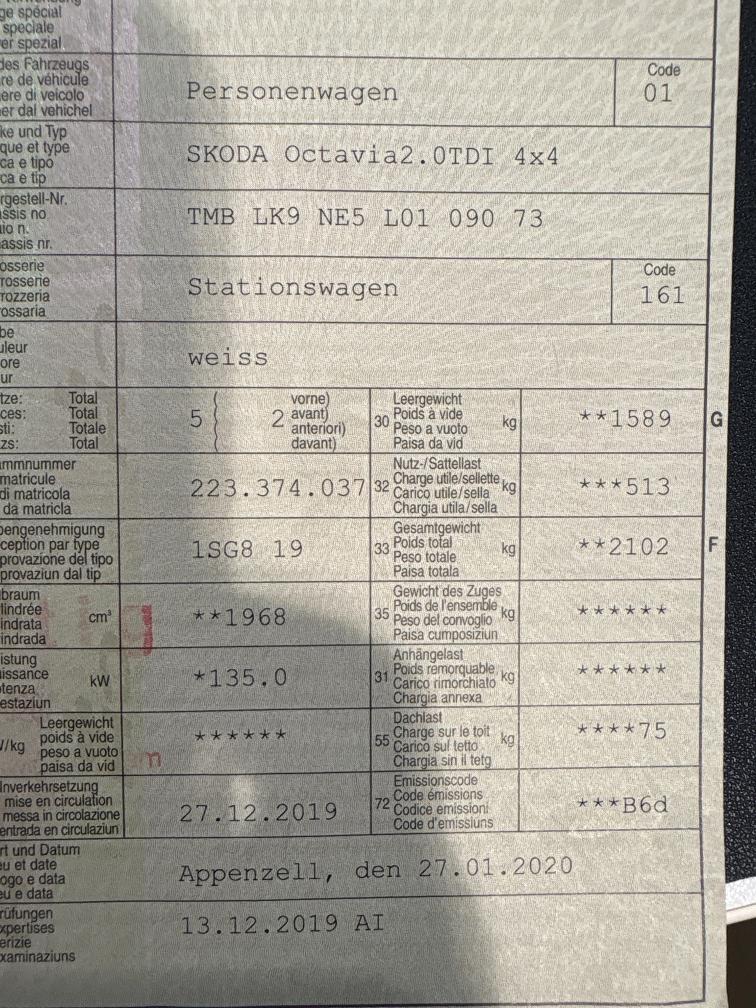 ge spécial
speciale
er spezial
des Fahrzeugs
re de véhicule
ere di veicolo
er dal vehichel
Personenwagen
Code
01
ke und Typ
que et type
ca e tipo
ca e tip
SKODA Octavia2.0TDI 4x4
rgestell-Nr.
assis no
io n.
assis nr.
TMB LK9 NE5 L01 090 73
osserie
rosserie
rozzeria
ossaria
Stationswagen
Code
161
be
uleur
ore
ur
weiss
tze: Total
ces: Total
sti: Totale
zs: Total
5 2 vorne)
avant)
anteriori)
davant)
30 Leergewicht
Poids à vide
Peso a vuoto
Paisa da vid
kg
**1589
G
mmnummer
matricule
di matricola
da matricla
223.374.037
32 Nutz-/Sattellast
Charge utile/sellette
Carico utile/sella
Chargia utila/sella
kg
***513
pengenehmigung
ception par type
provazione del tipo
provaziun dal tip
1SG8 19
33 Gesamtgewicht
Poids total
Peso totale
Paisa totala
kg
**2102
F
braum
lindrée
indrata
indrada
cm³
**1968
35 Gewicht des Zuges
Poids de l'ensemble
Peso del convoglio
Paisa cumposiziun
kg
******
istung
issance
tenza
estaziun
kW
*135.0
31 Anhängelast
Poids remorquable
Carico rimorchiato
Chargia annexa
kg
******
/kg
Leergewicht
poids à vide
peso a vuoto
paisa da vid
******
55 Dachlast
Charge sur le toit
Carico sul tetto
Chargia sin il tetg
kg
****75
Inverkehrsetzung
mise en circulation
messa in circolazione
entrada en circulaziun
27.12.2019
72 Emissionscode
Code émissions
Codice emissioni
Code d'emissiuns
***B6d
rt und Datum
eu et date
ogo e data
eu e data
Appenzell, den 27.01.2020
rüfungen
xpertises
erizie
xaminaziuns
13.12.2019 AI